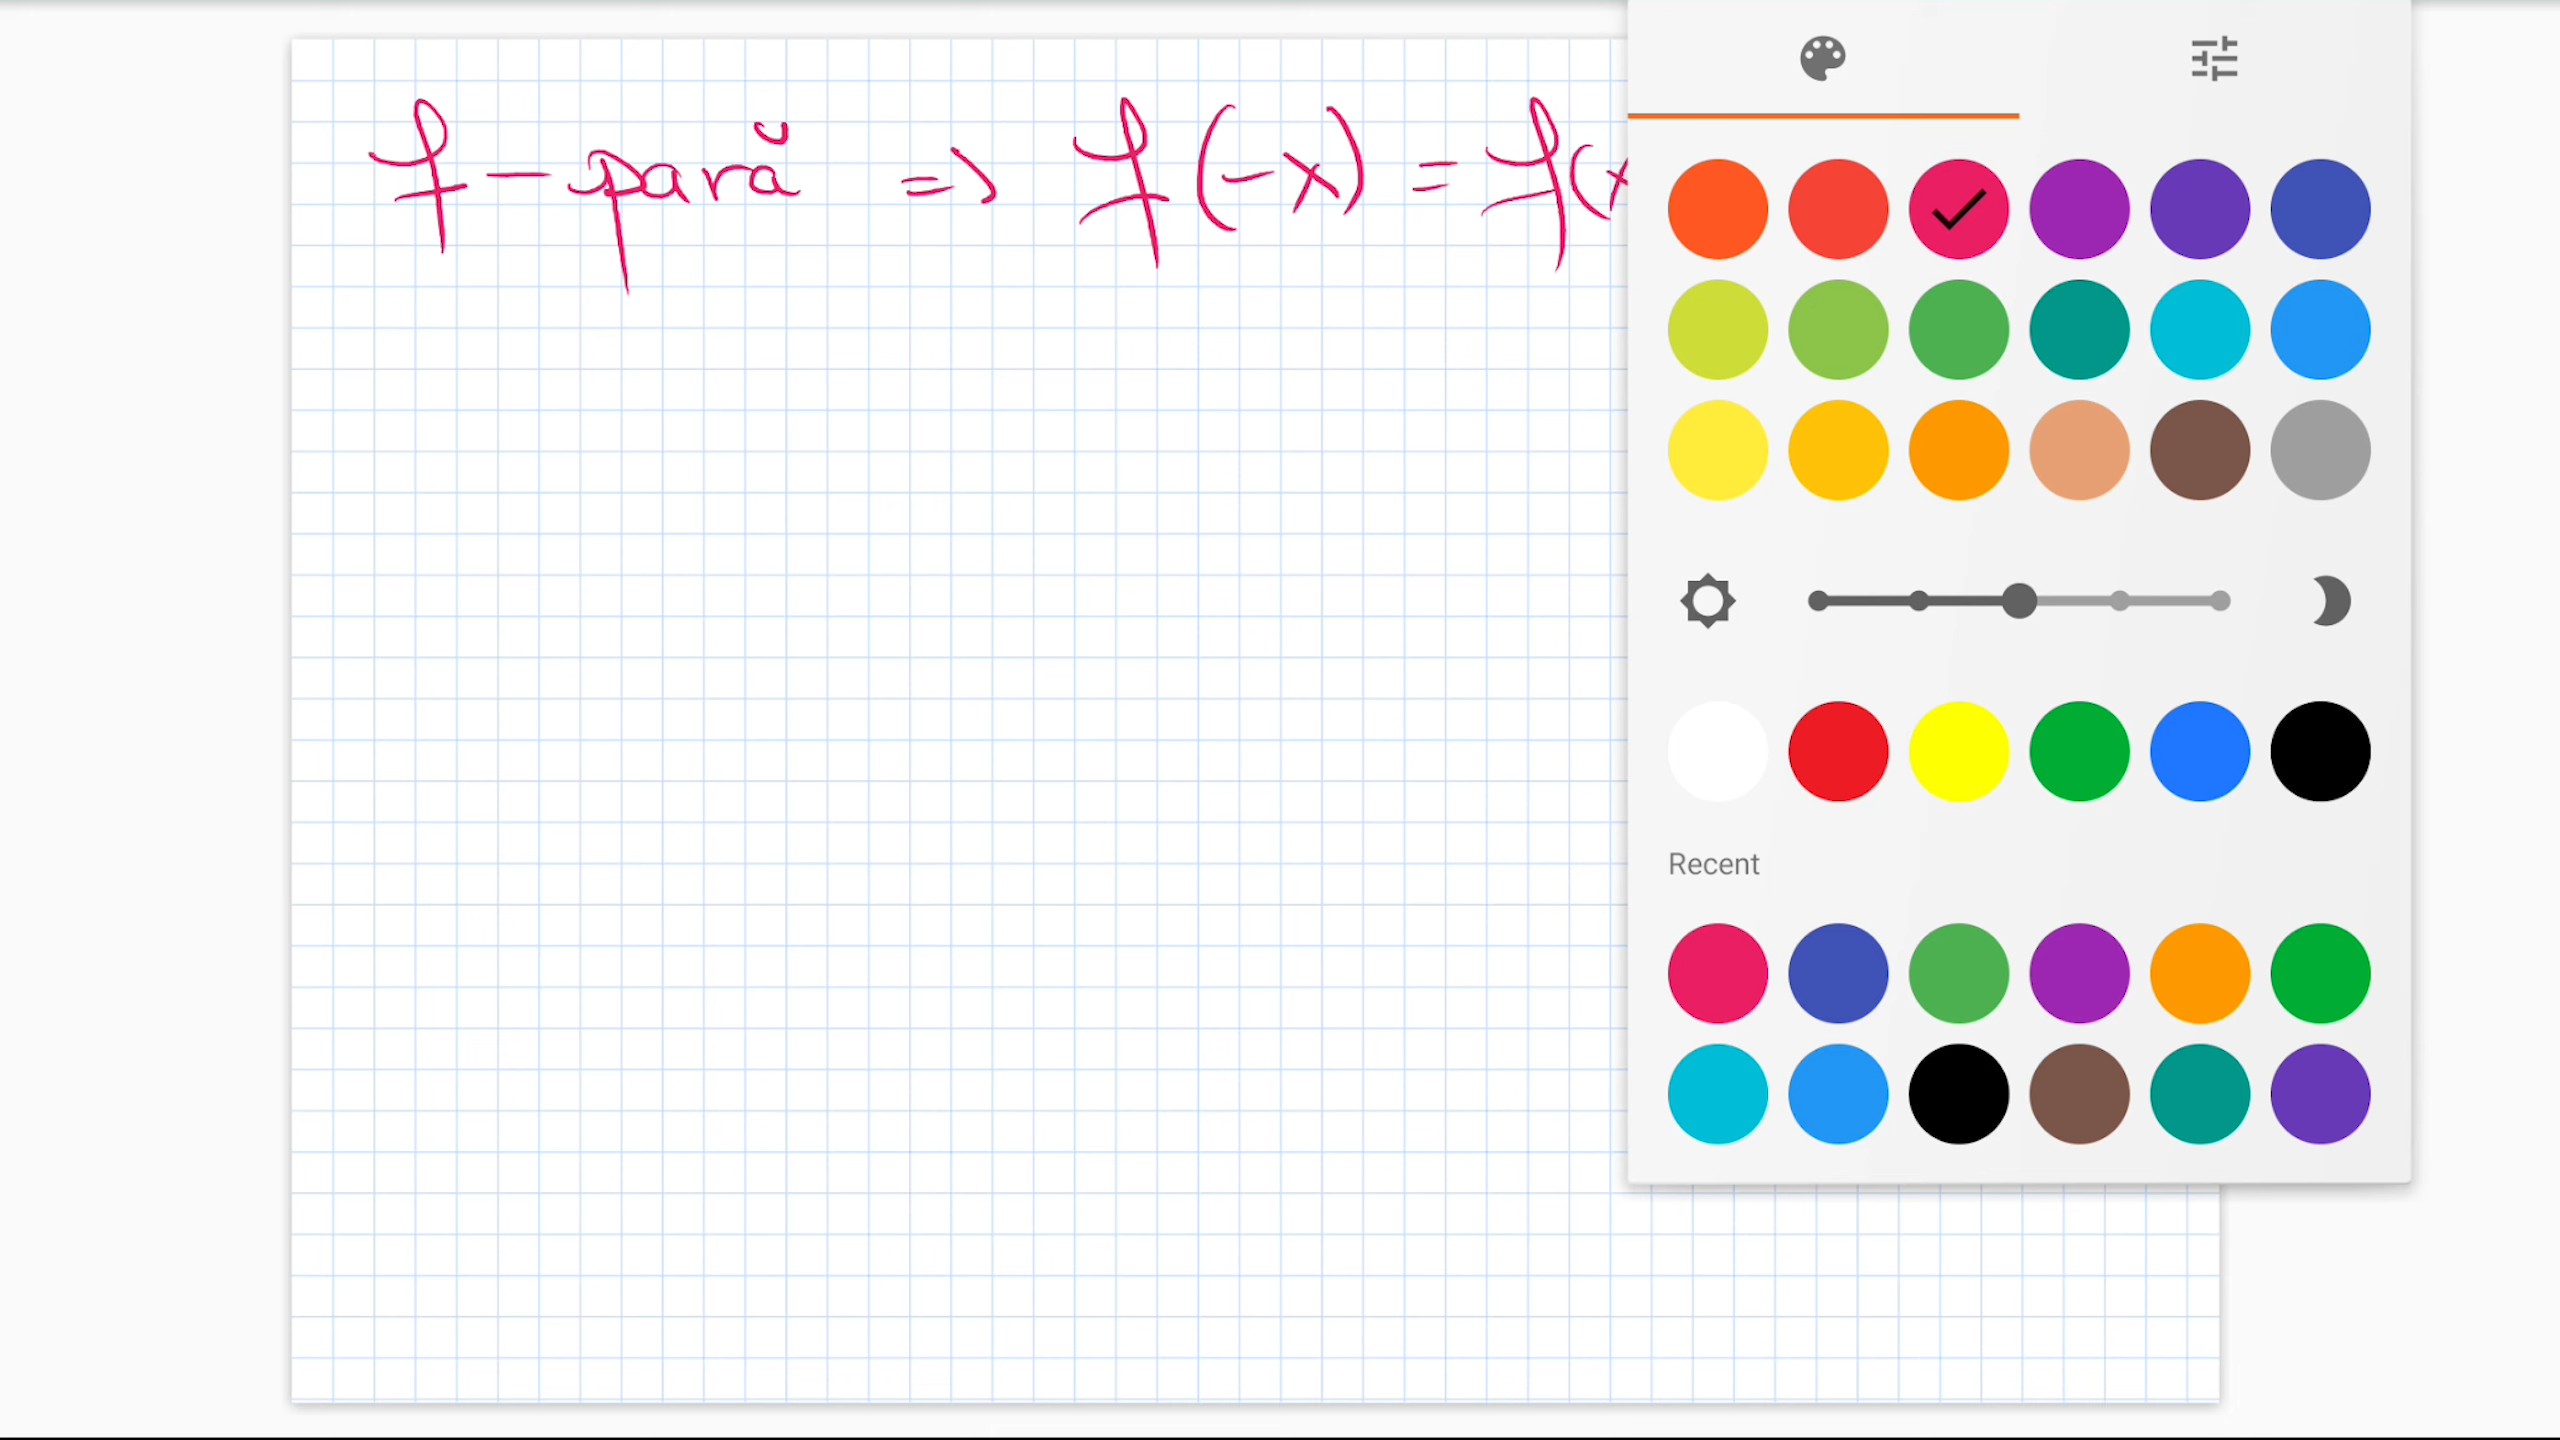 f - pară => f(-x) = f(x
Recent